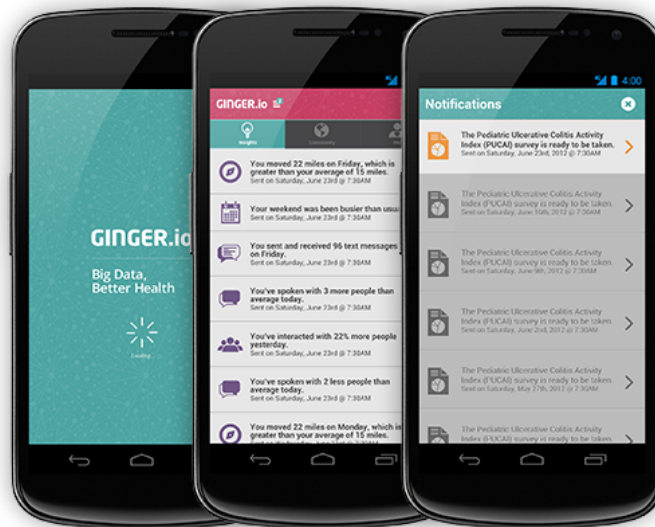 GINGER.io
Big Data,
Better Health
Loading...
GINGER.io
Insights
Community
You moved 22 miles on Friday, which is
greater than your average of 15 miles.
Sent on Saturday, June 23rd @ 7:30AM
Your weekend was been busier than usu
Sent on Saturday, June 23rd @ 7:30AM
You sent and received 96 text messages
on Friday.
Sent on Saturday, June 23rd @ 7:30AM
You've spoken with 3 more people than
average today.
Sent on Saturday, June 23rd @ 7:30AM
You've interacted with 22% more people
yesterday.
Sent on Saturday, June 23rd @ 7:30AM
You've spoken with 2 less people than
average today.
Sent on Saturday, June 23rd @ 7:30AM
You moved 22 miles on Monday, which is
greater than your average of 15 miles.
4:00
Notifications
The Pediatric Ulcerative Colitis Activity
Index (PUCAI) survey is ready to be taken.
Sent on Saturday, June 23rd, 2012 @ 7:30AM
The Pediatric Ulcerative Colitis Activity
Index (PUCAI) survey is ready to be taken.
Sent on Saturday, June 16th, 2012 @ 7:30AM
The Pediatric Ulcerative Colitis Activity
Index (PUCAI) survey is ready to be taken.
Sent on Saturday, June 9th, 2012 @ 7:30AM
The Pediatric Ulcerative Colitis Activity
Index (PUCAI) survey is ready to be taken.
Sent on Saturday, June 2nd, 2012 @ 7:30AM
The Pediatric Ulcerative Colitis Activity
Index (PUCAI) survey is ready to be taken.
Sent on Saturday, May 27th, 2012 @ 7:30AM
The Pediatric Ulcerative Colitis Activity
Index (PUCAI) survey is ready to be taken.